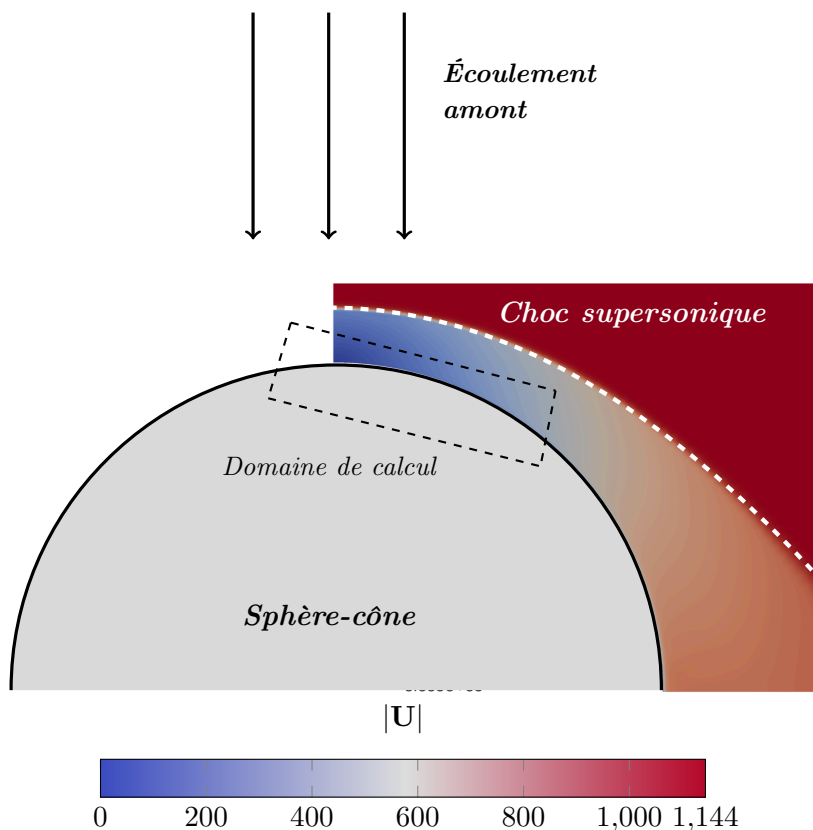 Écoulement
amont
Choc supersonique
Domaine de calcul
Sphère-cône
|U|
0 200 400 600 800 1,000 1,144